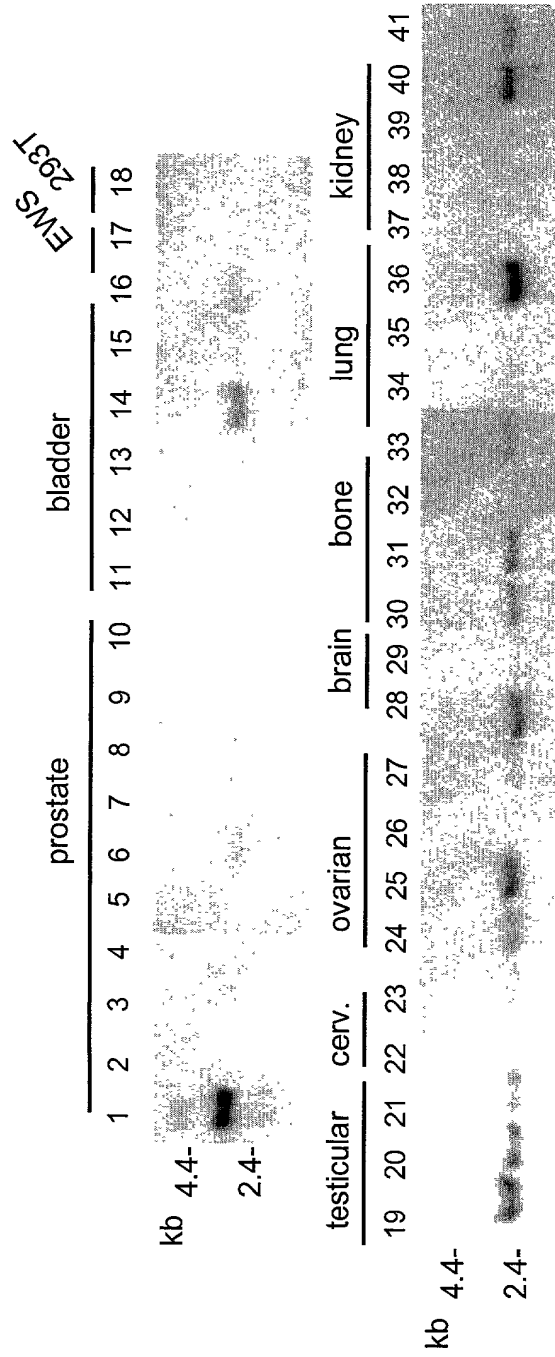 prostate bladder EWS 293T
1 2 3 4 5 6 7 8 9 10 11 12 13 14 15 16 17 18
kb
4.4-
2.4-
testicular cerv. ovarian brain bone lung kidney
19 20 21 22 23 24 25 26 27 28 29 30 31 32 33 34 35 36 37 38 39 40 41
kb
4.4-
2.4-